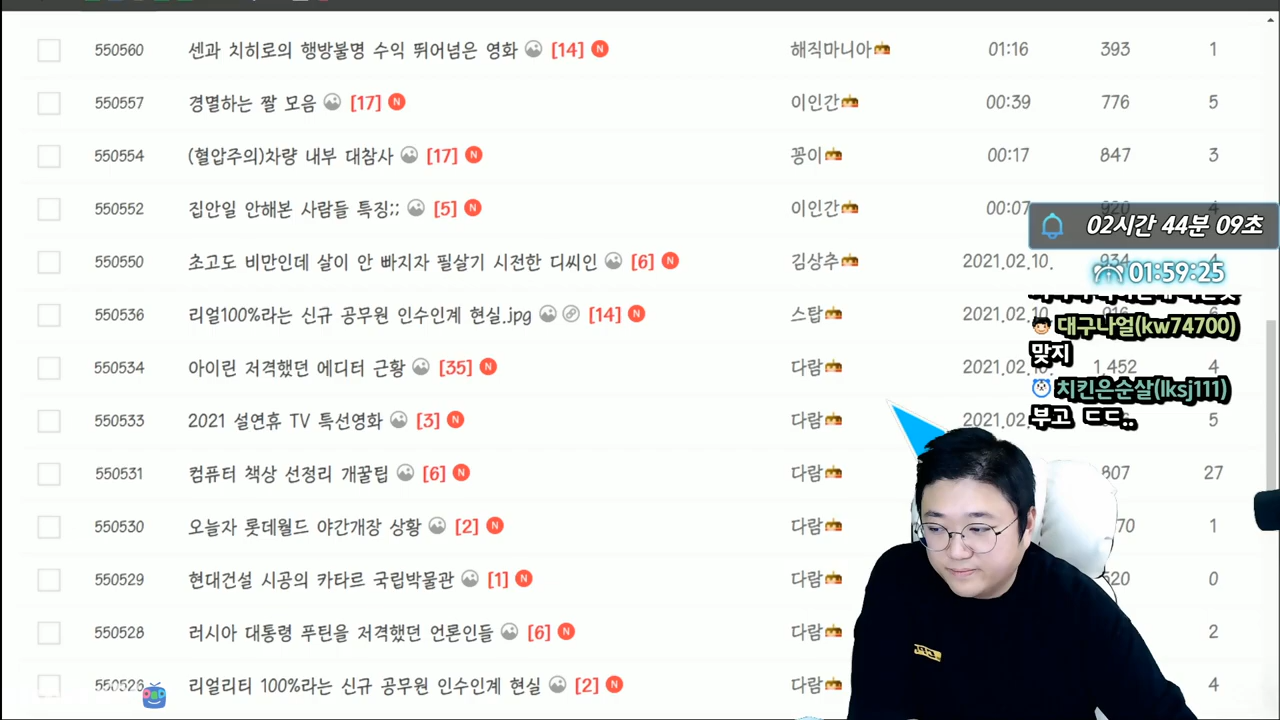 550560 센과 치히로의 행방불명 수익 뛰어넘은 영화 [14] N 해직마니아 01:16 393 1
550557 경멸하는 짤 모음 [17] N 이인간 00:39 776 5
550554 (혈압주의)차량 내부 대참사 [17] N 꽁이 00:17 847 3
550552 집안일 안해본 사람들 특징;; [5] N 이인간 00:07 920 4
02시간 44분 09초
550550 초고도 비만인데 살이 안 빠지자 필살기 시전한 디씨인 [6] N 김상추 2021.02.10. 934 4
01:59:25
550536 리얼100%라는 신규 공무원 인수인계 현실.jpg [14] N 스탑 2021.02.10 916 6
대구나얼(kw74700)
맞지
550534 아이린 저격했던 에디터 근황 [35] N 다람 2021.02.10. 1,452 4
치킨은순살(lksj111)
부고 ㄷㄷ..
550533 2021 설연휴 TV 특선영화 [3] N 다람 2021.02. 5
550531 컴퓨터 책상 선정리 개꿀팁 [6] N 다람 807 27
550530 오늘자 롯데월드 야간개장 상황 [2] N 다람 70 1
550529 현대건설 시공의 카타르 국립박물관 [1] N 다람 520 0
550528 러시아 대통령 푸틴을 저격했던 언론인들 [6] N 다람 2
550526 리얼리티 100%라는 신규 공무원 인수인계 현실 [2] N 다람 4